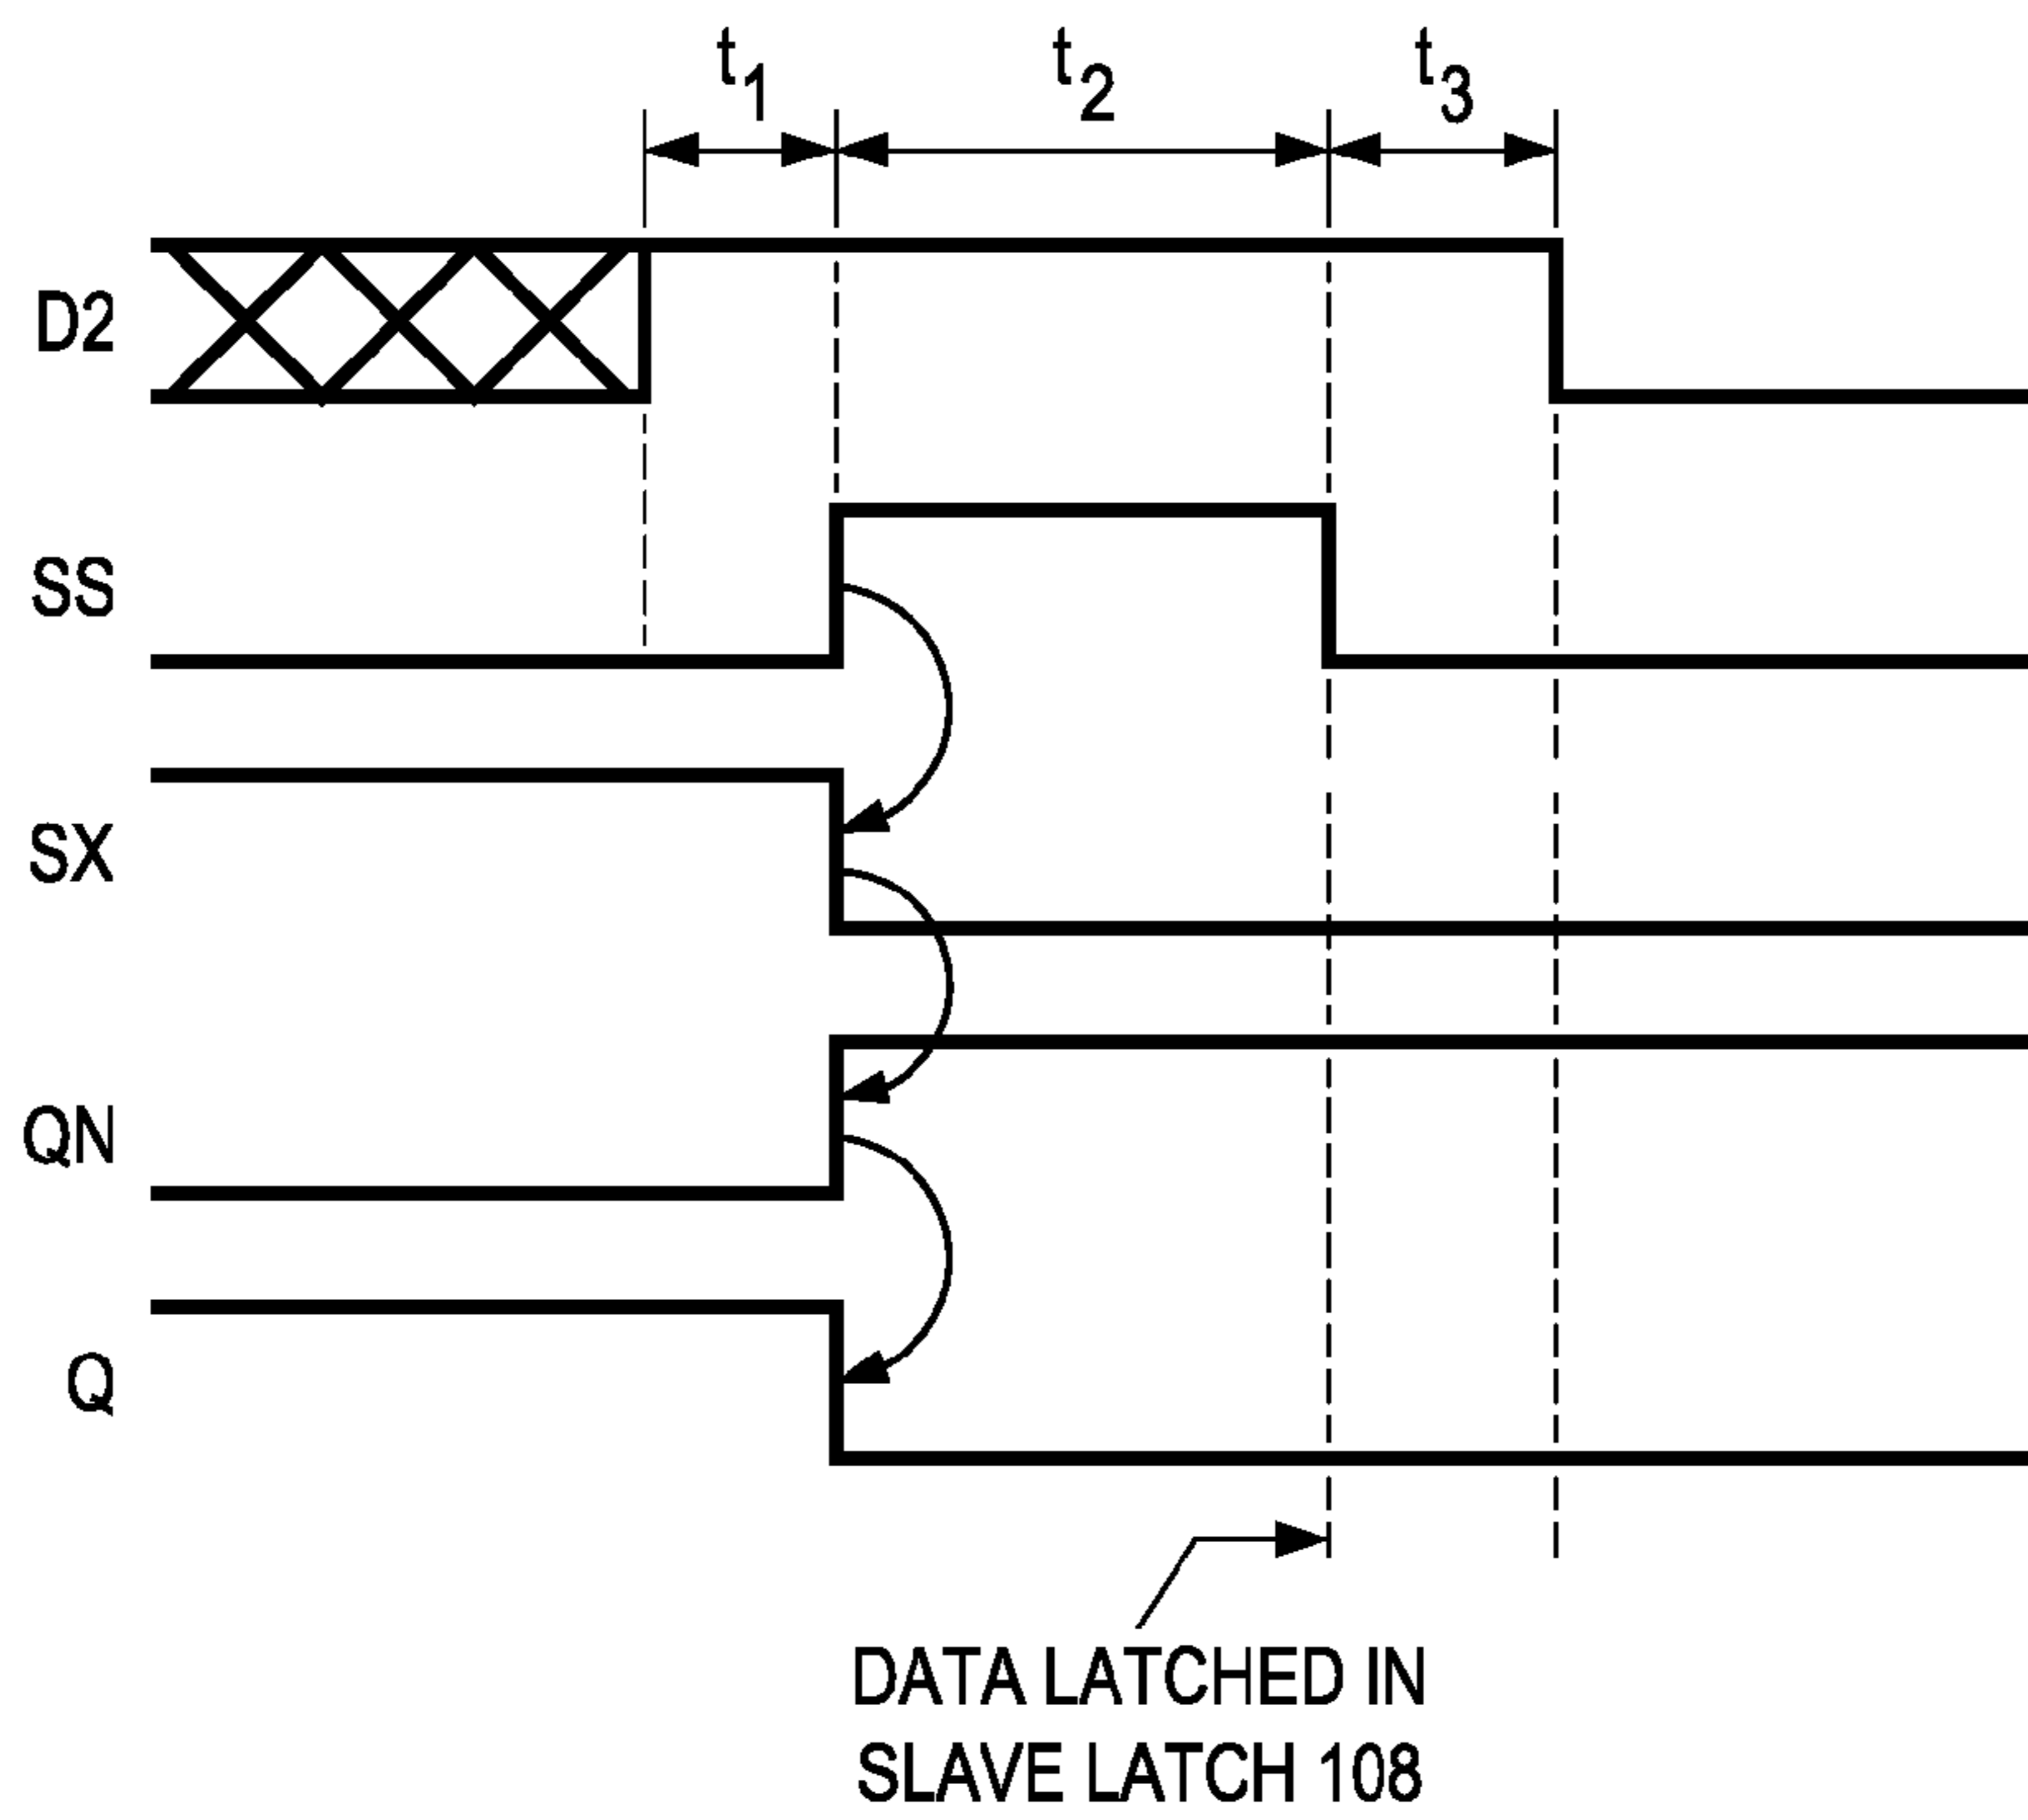 t1 t2 t3
D2
SS
SX
QN
Q
DATA LATCHED IN
SLAVE LATCH 108